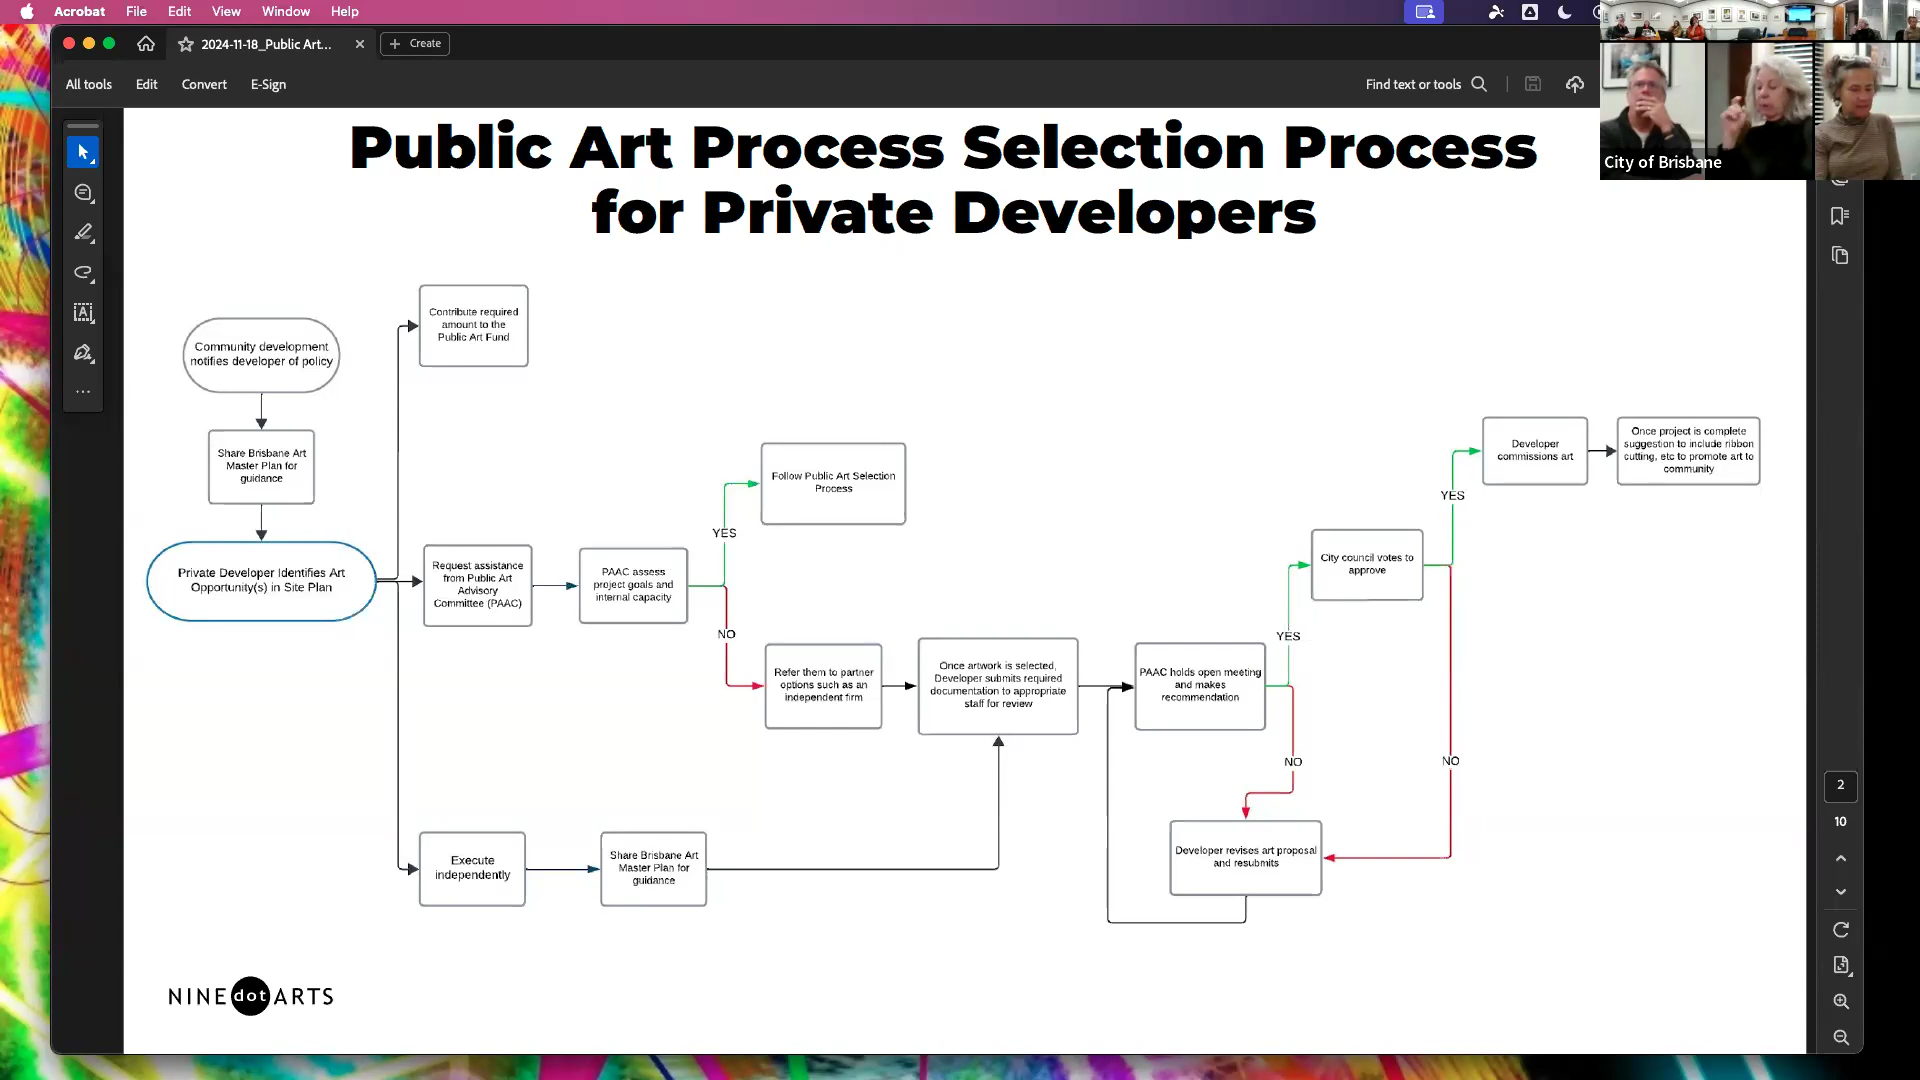 Acrobat File Edit View Window Help
2024-11-18_Public Art...
Create
All tools Edit Convert E-Sign
Find text or tools
City of Brisbane
Public Art Process Selection Process
for Private Developers
Contribute required
amount to the
Public Art Fund
Community development
notifies developer of policy
Share Brisbane Art
Master Plan for
guidance
Private Developer Identifies Art
Opportunity(s) in Site Plan
Request assistance
from Public Art
Advisory
Committee (PAAC)
PAAC assess
project goals and
internal capacity
YES
Follow Public Art Selection
Process
NO
Refer them to partner
options such as an
independent firm
Once artwork is selected,
Developer submits required
documentation to appropriate
staff for review
PAAC holds open meeting
and makes
recommendation
YES
City council votes to
approve
YES
Developer
commissions art
Once project is complete
suggestion to include ribbon
cutting, etc to promote art to
community
NO
NO
Developer revises art proposal
and resubmits
Execute
independently
Share Brisbane Art
Master Plan for
guidance
NINE dot ARTS
2
10